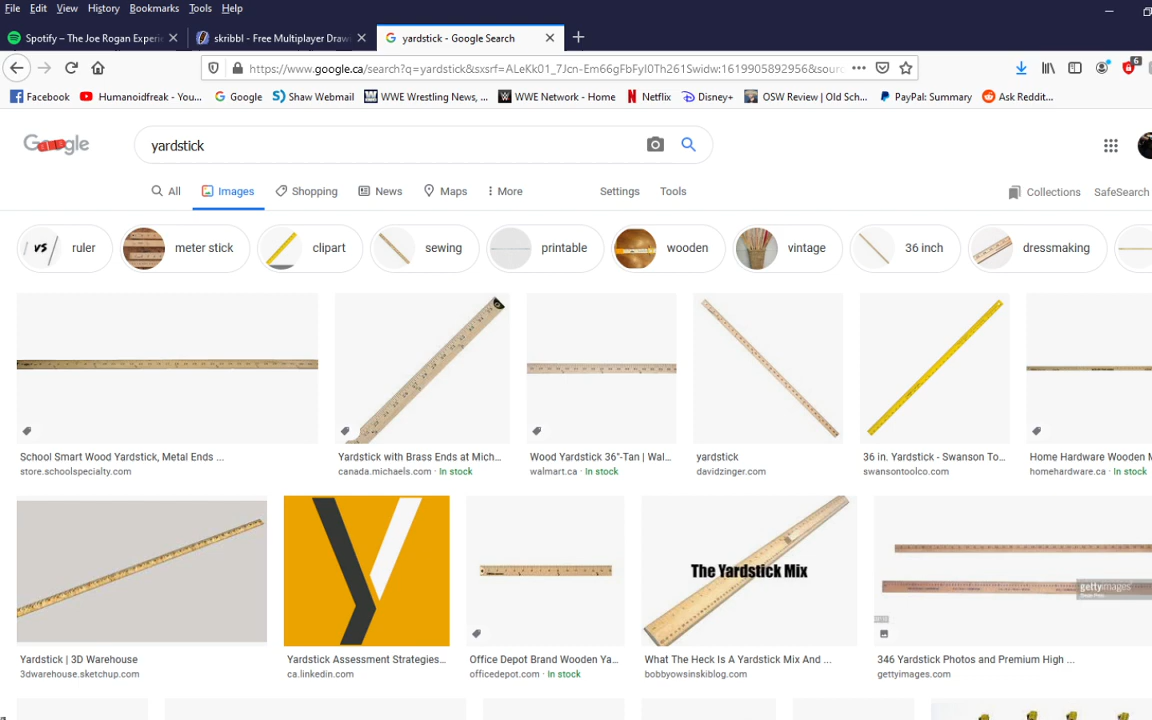 File Edit View History Bookmarks Tools Help
Spotify – The Joe Rogan Experi
skribbl - Free Multiplayer Draw
yardstick - Google Search
https://www.google.ca/search?q=yardstick&sxsrf=
6
Facebook Humanoidfreak - You... Google Shaw Webmail WWE Wrestling News, ... WWE Network - Home Netflix Disney+ OSW Review | Old Sch... PayPal: Summary Ask Reddit...
Google
yardstick
All Images Shopping News Maps More Settings Tools Collections SafeSearch
vs ruler meter stick clipart sewing printable wooden vintage 36 inch dressmaking
School Smart Wood Yardstick, Metal Ends ...
store.schoolspecialty.com
Yardstick with Brass Ends at Mich...
canada.michaels.com · In stock
Wood Yardstick 36"-Tan | Wal...
walmart.ca · In stock
yardstick
davidzinger.com
36 in. Yardstick - Swanson To...
swansontoolco.com
Home Hardware Wooden
homehardware.ca · In stock
The Yardstick Mix
gettyimages
Yardstick | 3D Warehouse
3dwarehouse.sketchup.com
Yardstick Assessment Strategies...
ca.linkedin.com
Office Depot Brand Wooden Ya...
officedepot.com · In stock
What The Heck Is A Yardstick Mix And ...
bobbyowsinskiblog.com
346 Yardstick Photos and Premium High ...
gettyimages.com